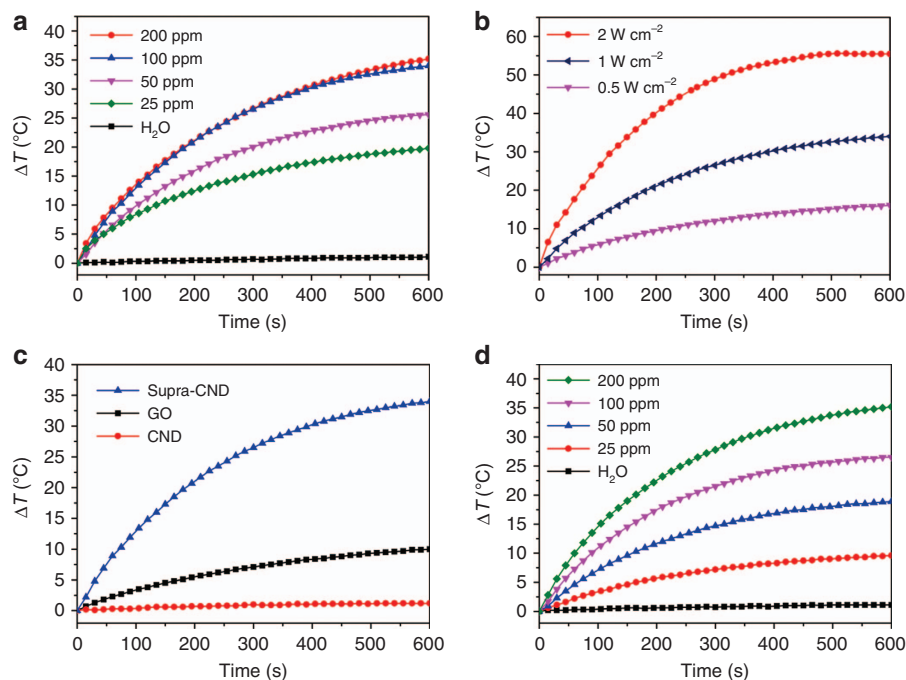 a
200 ppm
100 ppm
50 ppm
25 ppm
H₂O
40
35
30
25
20
15
10
5
0
ΔT (°C)
0 100 200 300 400 500 600
Time (s)
b
2 W cm⁻²
1 W cm⁻²
0.5 W cm⁻²
60
50
40
30
20
10
0
ΔT (°C)
0 100 200 300 400 500 600
Time (s)
c
Supra-CND
GO
CND
40
35
30
25
20
15
10
5
0
ΔT (°C)
0 100 200 300 400 500 600
Time (s)
d
200 ppm
100 ppm
50 ppm
25 ppm
H₂O
40
35
30
25
20
15
10
5
0
ΔT (°C)
0 100 200 300 400 500 600
Time (s)